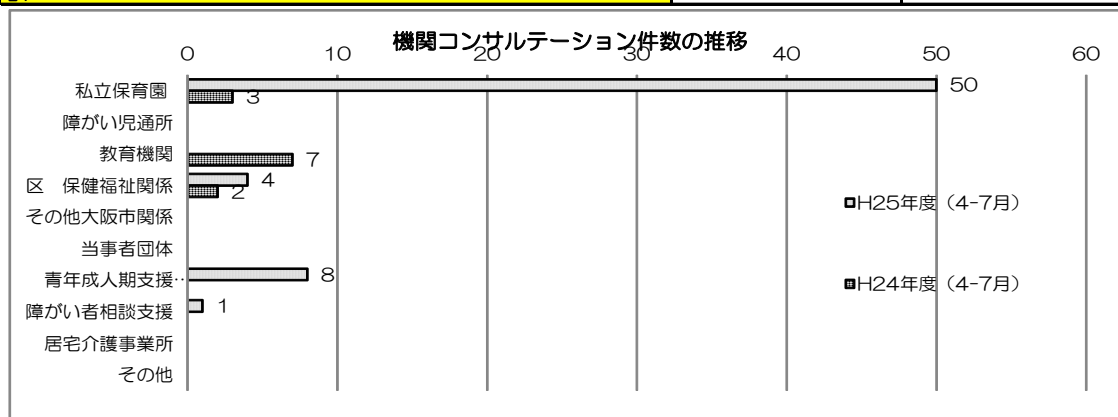 機関コンサルテーション件数の推移
0 10 20 30 40 50 60
私立保育園 50
3
障がい児通所
教育機関 7
区 保健福祉関係 4
2
その他大阪市関係
H25年度（4-7月）
当事者団体
青年成人期支援‥ 8
H24年度（4-7月）
障がい者相談支援 1
居宅介護事業所
その他